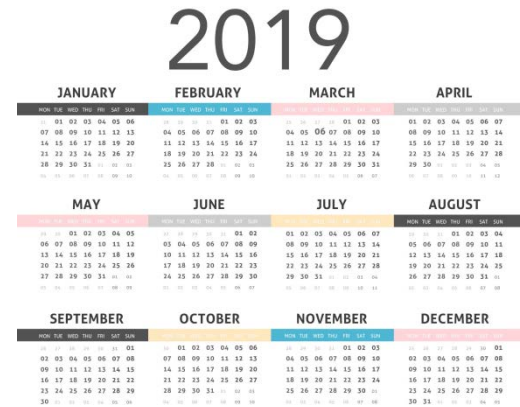 2019
JANUARY
MON TUE WED THU FRI SAT SUN
01 02 03 04 05 06
07 08 09 10 11 12 13
14 15 16 17 18 19 20
21 22 23 24 25 26 27
28 29 30 31
FEBRUARY
MON TUE WED THU FRI SAT SUN
01 02 03
04 05 06 07 08 09 10
11 12 13 14 15 16 17
18 19 20 21 22 23 24
25 26 27 28
MARCH
MON TUE WED THU FRI SAT SUN
01 02 03
04 05 06 07 08 09 10
11 12 13 14 15 16 17
18 19 20 21 22 23 24
25 26 27 28 29 30 31
APRIL
MON TUE WED THU FRI SAT SUN
01 02 03 04 05 06 07
08 09 10 11 12 13 14
15 16 17 18 19 20 21
22 23 24 25 26 27 28
29 30
MAY
MON TUE WED THU FRI SAT SUN
01 02 03 04 05
06 07 08 09 10 11 12
13 14 15 16 17 18 19
20 21 22 23 24 25 26
27 28 29 30 31
JUNE
MON TUE WED THU FRI SAT SUN
01 02
03 04 05 06 07 08 09
10 11 12 13 14 15 16
17 18 19 20 21 22 23
24 25 26 27 28 29 30
JULY
MON TUE WED THU FRI SAT SUN
01 02 03 04 05 06 07
08 09 10 11 12 13 14
15 16 17 18 19 20 21
22 23 24 25 26 27 28
29 30 31
AUGUST
MON TUE WED THU FRI SAT SUN
01 02 03 04
05 06 07 08 09 10 11
12 13 14 15 16 17 18
19 20 21 22 23 24 25
26 27 28 29 30 31
SEPTEMBER
MON TUE WED THU FRI SAT SUN
01
02 03 04 05 06 07 08
09 10 11 12 13 14 15
16 17 18 19 20 21 22
23 24 25 26 27 28 29
30
OCTOBER
MON TUE WED THU FRI SAT SUN
01 02 03 04 05 06
07 08 09 10 11 12 13
14 15 16 17 18 19 20
21 22 23 24 25 26 27
28 29 30 31
NOVEMBER
MON TUE WED THU FRI SAT SUN
01 02 03
04 05 06 07 08 09 10
11 12 13 14 15 16 17
18 19 20 21 22 23 24
25 26 27 28 29 30
DECEMBER
MON TUE WED THU FRI SAT SUN
01
02 03 04 05 06 07 08
09 10 11 12 13 14 15
16 17 18 19 20 21 22
23 24 25 26 27 28 29
30 31